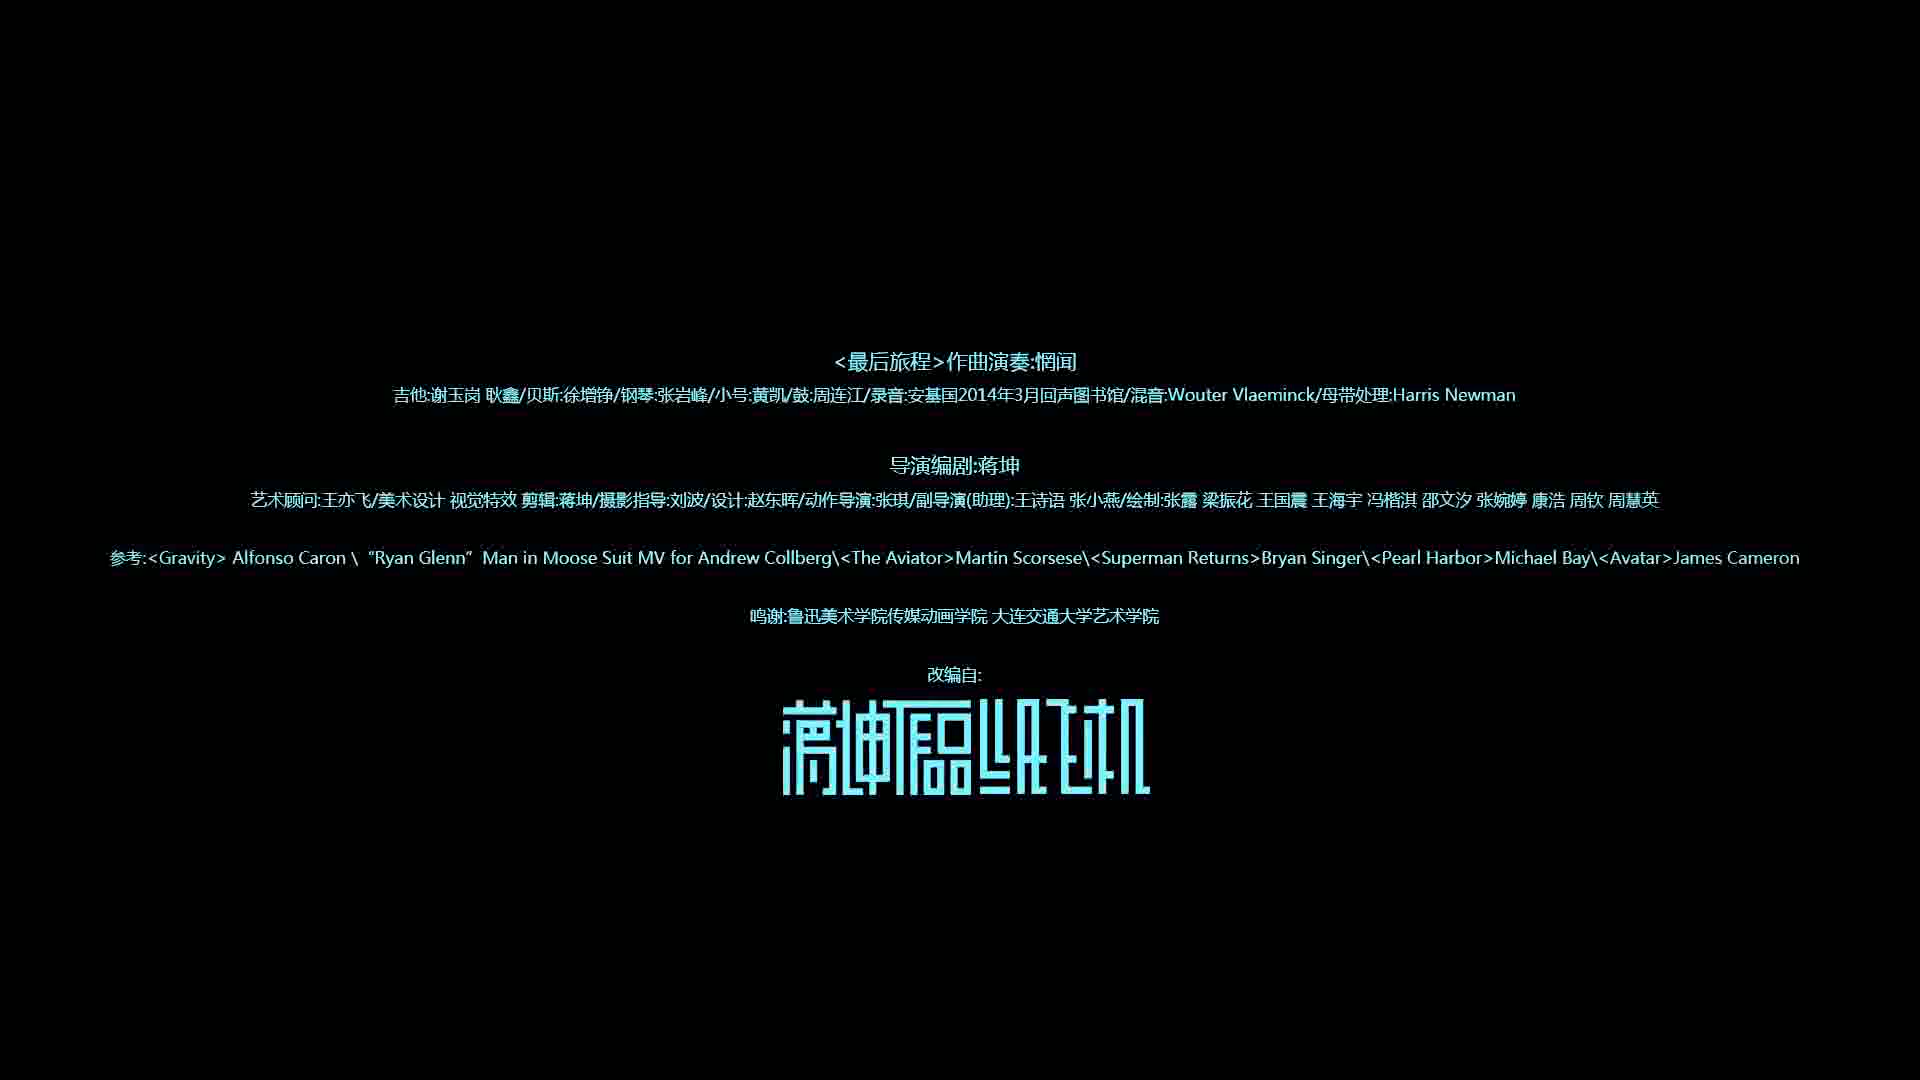 <最后旅程>作曲演奏:惘闻
吉他:谢玉岗 耿鑫/贝斯:徐增铮/钢琴:张岩峰/小号:黄凯/鼓:周连江/录音:安基国2014年3月回声图书馆/混音:Wouter Vlaeminck/母带处理:Harris Newman
导演编剧:蒋坤
艺术顾问:王亦飞/美术设计 视觉特效 剪辑:蒋坤/摄影指导:刘波/设计:赵东晖/动作导演:张琪/副导演(助理):王诗语 张小燕/绘制:张露 梁振花 王国震 王海宇 冯楷淇 邵文汐 张婉婷 康浩 周钦 周慧英
参考:<Gravity> Alfonso Caron \ “Ryan Glenn” Man in Moose Suit MV for Andrew Collberg\<The Aviator>Martin Scorsese\<Superman Returns>Bryan Singer\<Pearl Harbor>Michael Bay\<Avatar>James Cameron
鸣谢:鲁迅美术学院传媒动画学院 大连交通大学艺术学院
改编自: